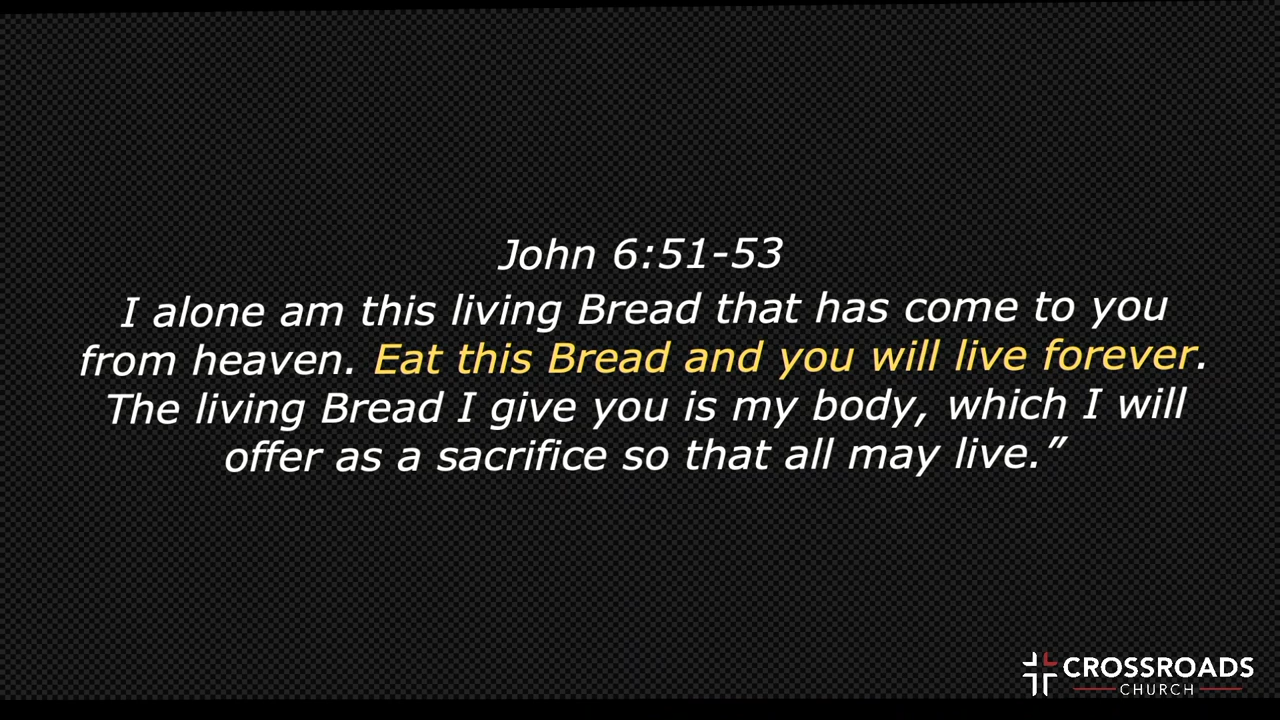 John 6:51-53
I alone am this living Bread that has come to you
from heaven. Eat this Bread and you will live forever.
The living Bread I give you is my body, which I will
offer as a sacrifice so that all may live.”
CROSSROADS
CHURCH